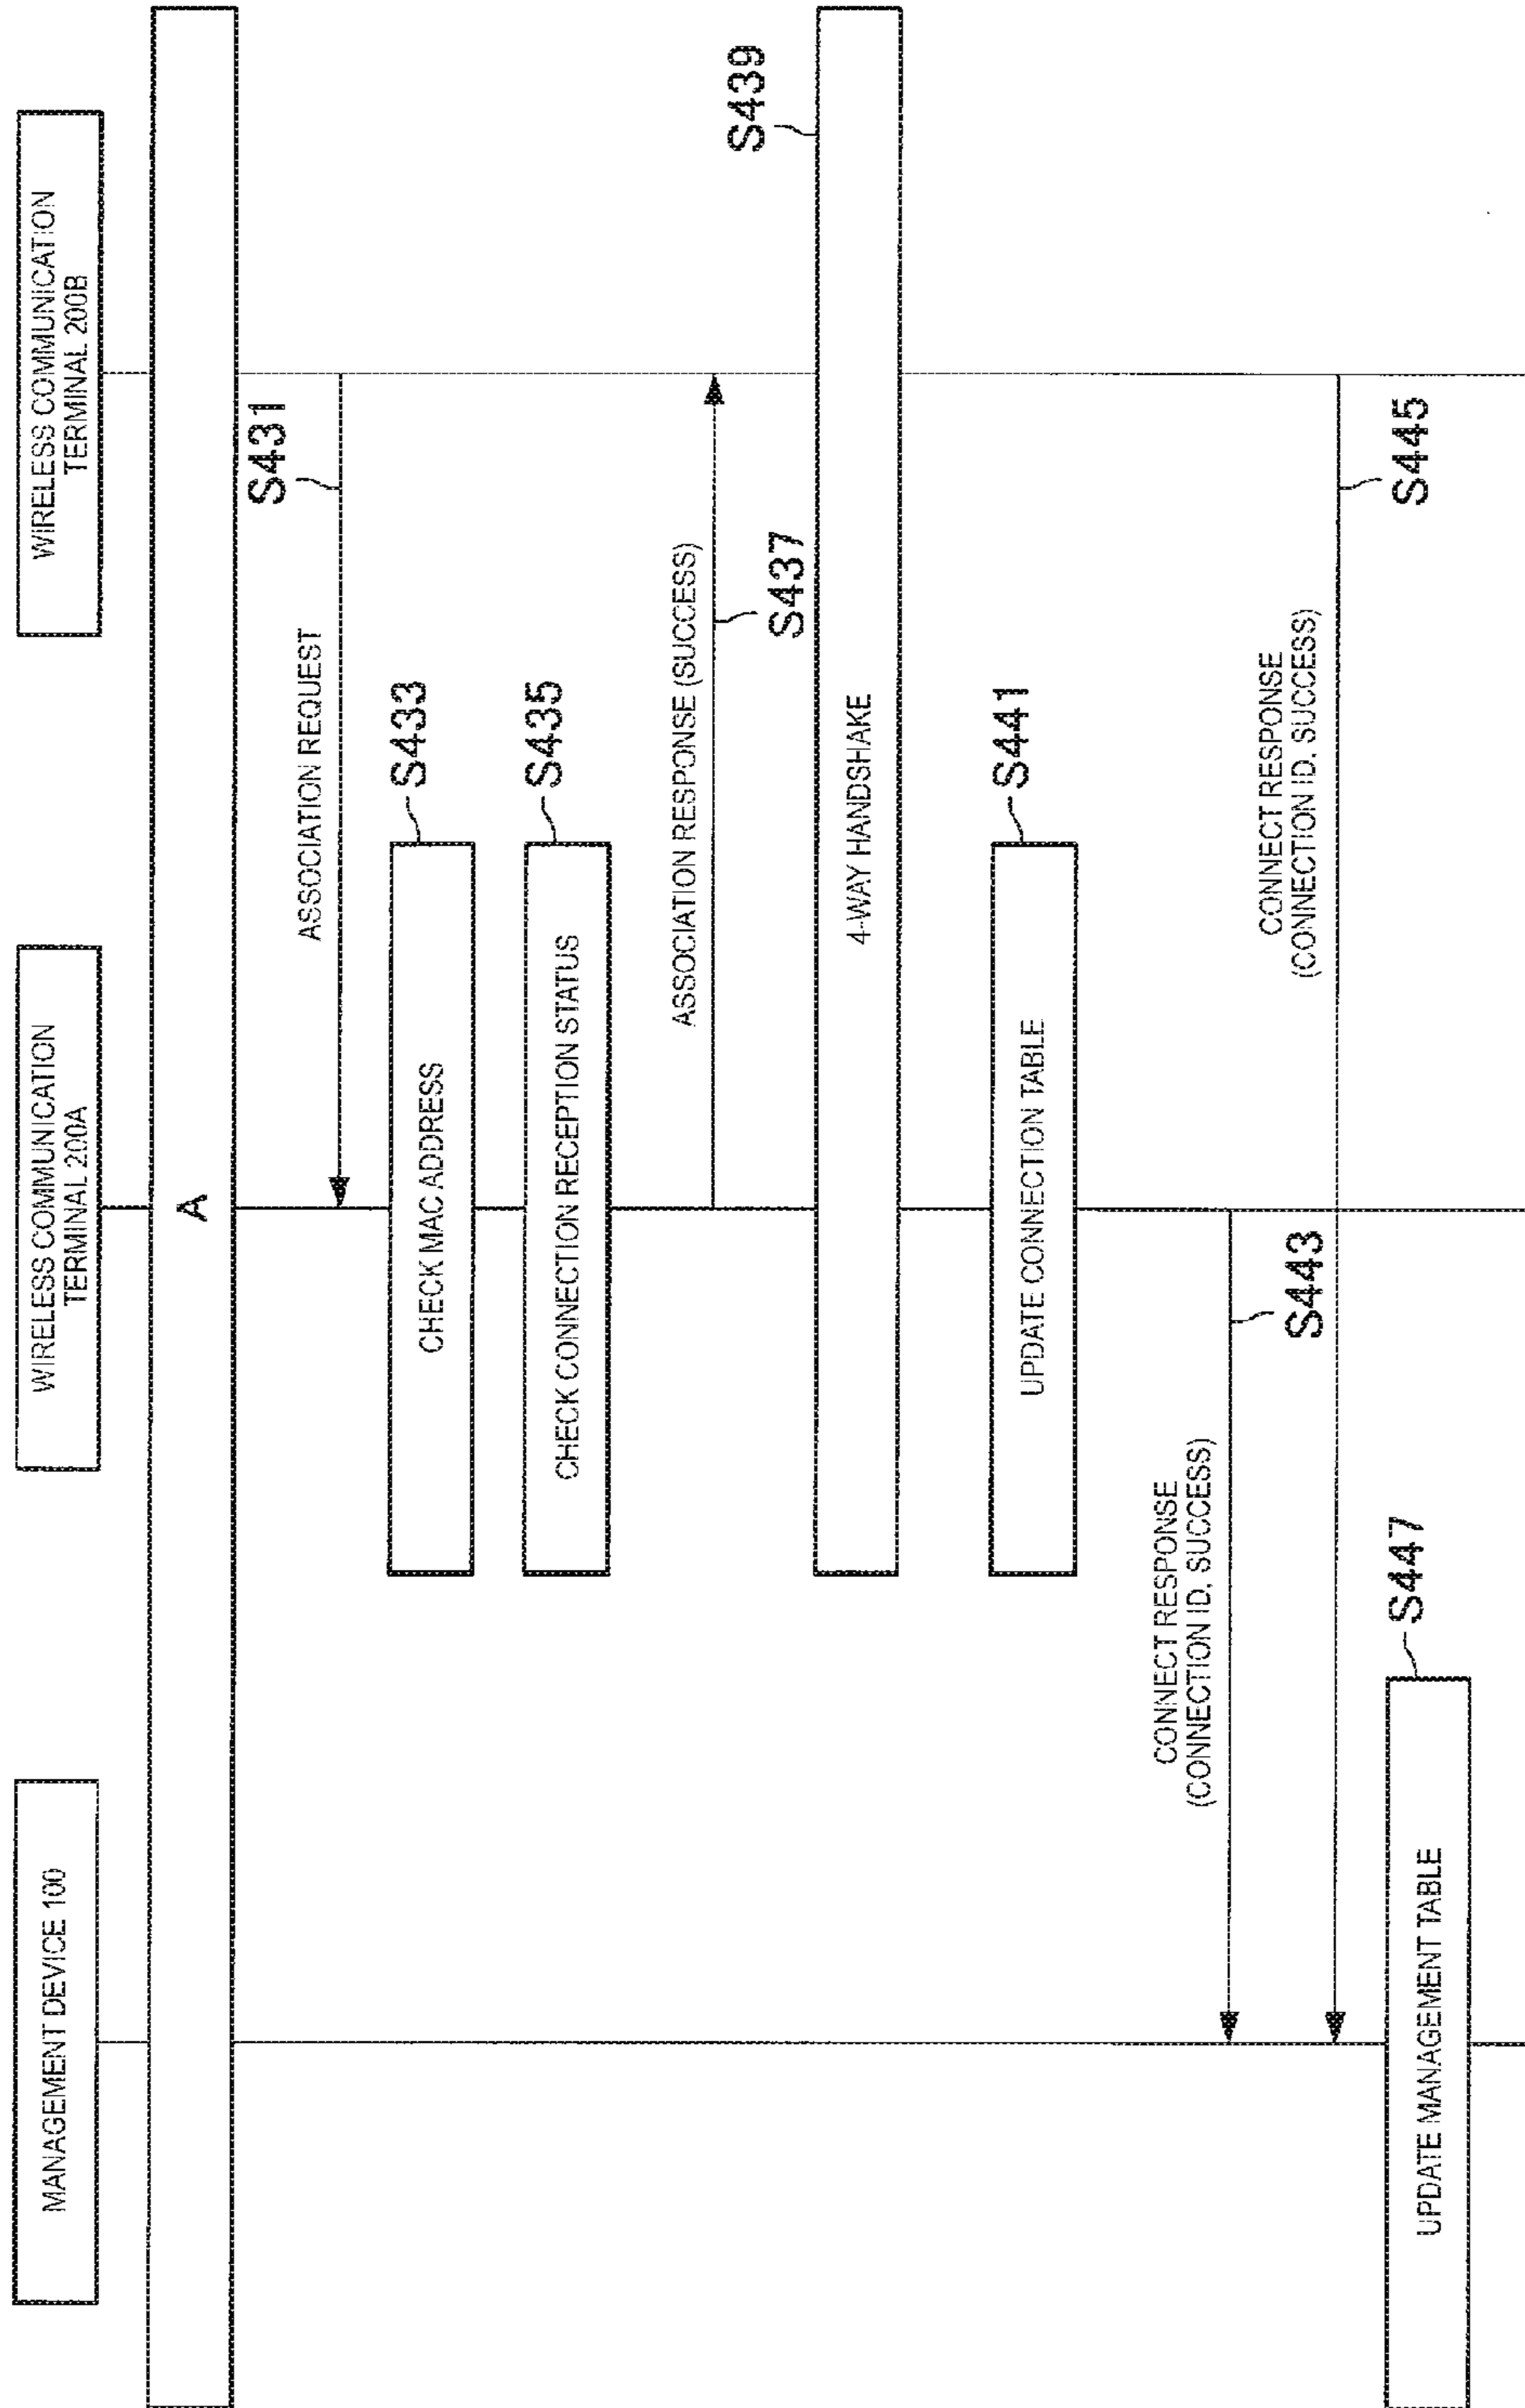 MANAGEMENT DEVICE 100
WIRELESS COMMUNICATION
TERMINAL 200A
WIRELESS COMMUNICATION
TERMINAL 200B
A
S431
ASSOCIATION REQUEST
CHECK MAC ADDRESS
S433
CHECK CONNECTION RECEPTION STATUS
S435
ASSOCIATION RESPONSE (SUCCESS)
S437
4-WAY HANDSHAKE
S439
UPDATE CONNECTION TABLE
S441
CONNECT RESPONSE
(CONNECTION ID, SUCCESS)
S443
CONNECT RESPONSE
(CONNECTION ID, SUCCESS)
S445
UPDATE MANAGEMENT TABLE
S447